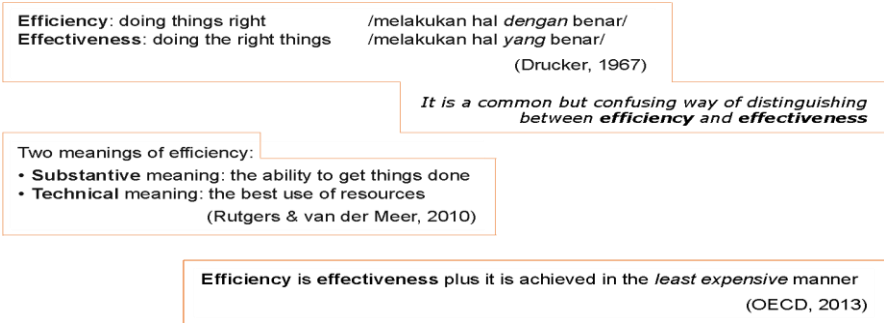 Efficiency: doing things right /melakukan hal dengan benar/
Effectiveness: doing the right things /melakukan hal yang benar/
(Drucker, 1967)
It is a common but confusing way of distinguishing
between efficiency and effectiveness
Two meanings of efficiency:
• Substantive meaning: the ability to get things done
• Technical meaning: the best use of resources
(Rutgers & van der Meer, 2010)
Efficiency is effectiveness plus it is achieved in the least expensive manner
(OECD, 2013)